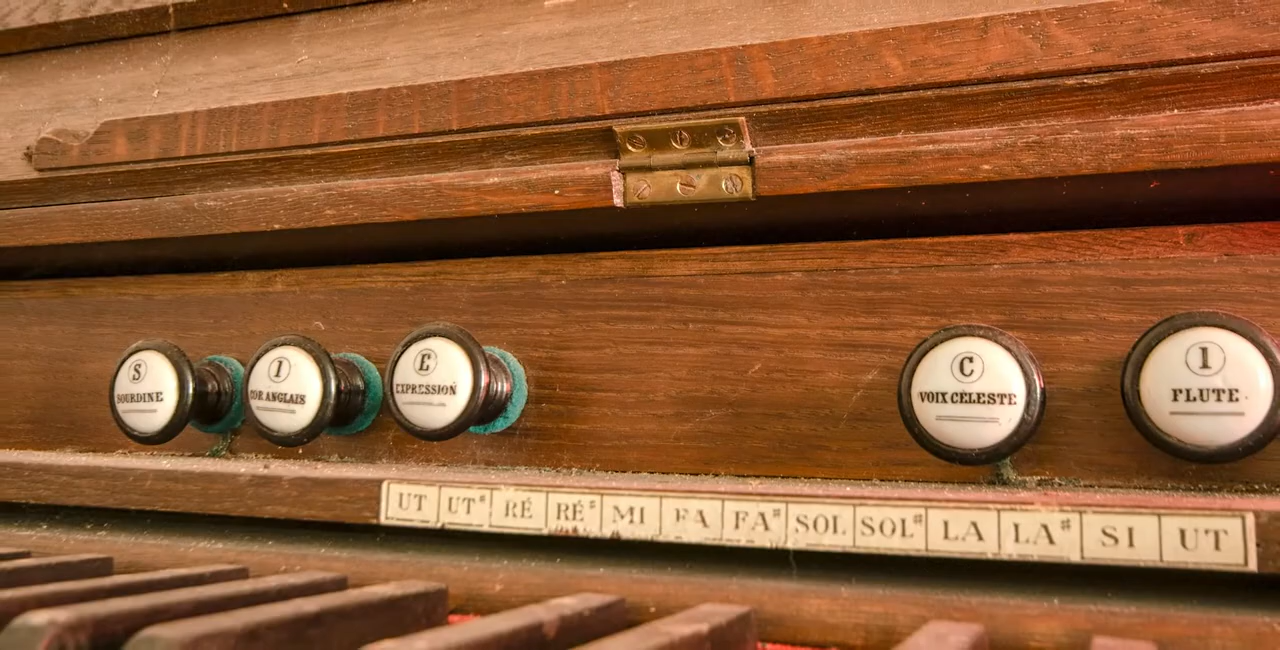 S
SOURDINE
1
COR ANGLAIS
E
EXPRESSION
C
VOIX CÉLESTE
1
FLUTE
UT UT# RÉ RÉ# MI FA FA# SOL SOL# LA LA# SI UT